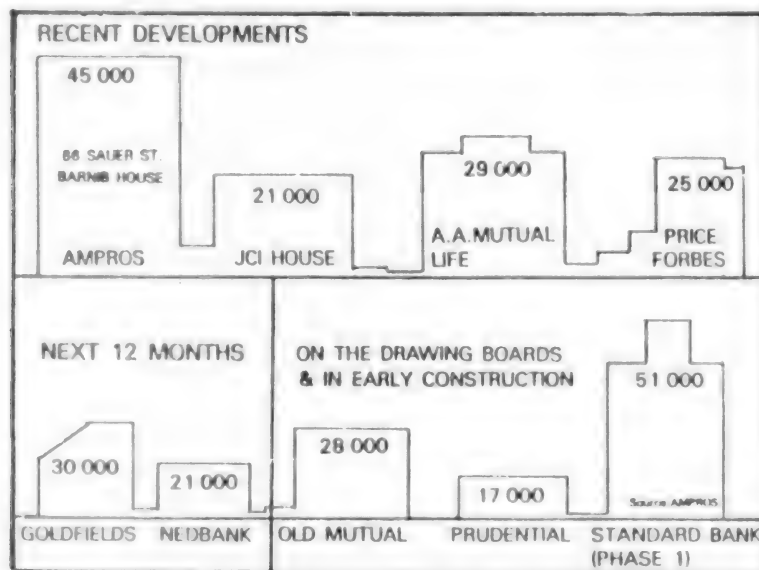 RECENT DEVELOPMENTS
45 000
66 SAUER ST.
BARNIB HOUSE
AMPROS
21 000
JCI HOUSE
29 000
A.A.MUTUAL
LIFE
25 000
PRICE
FORBES
NEXT 12 MONTHS
30 000
GOLDFIELDS
21 000
NEDBANK
ON THE DRAWING BOARDS
& IN EARLY CONSTRUCTION
28 000
OLD MUTUAL
17 000
PRUDENTIAL
51 000
Source: AMPROS
STANDARD BANK
(PHASE 1)